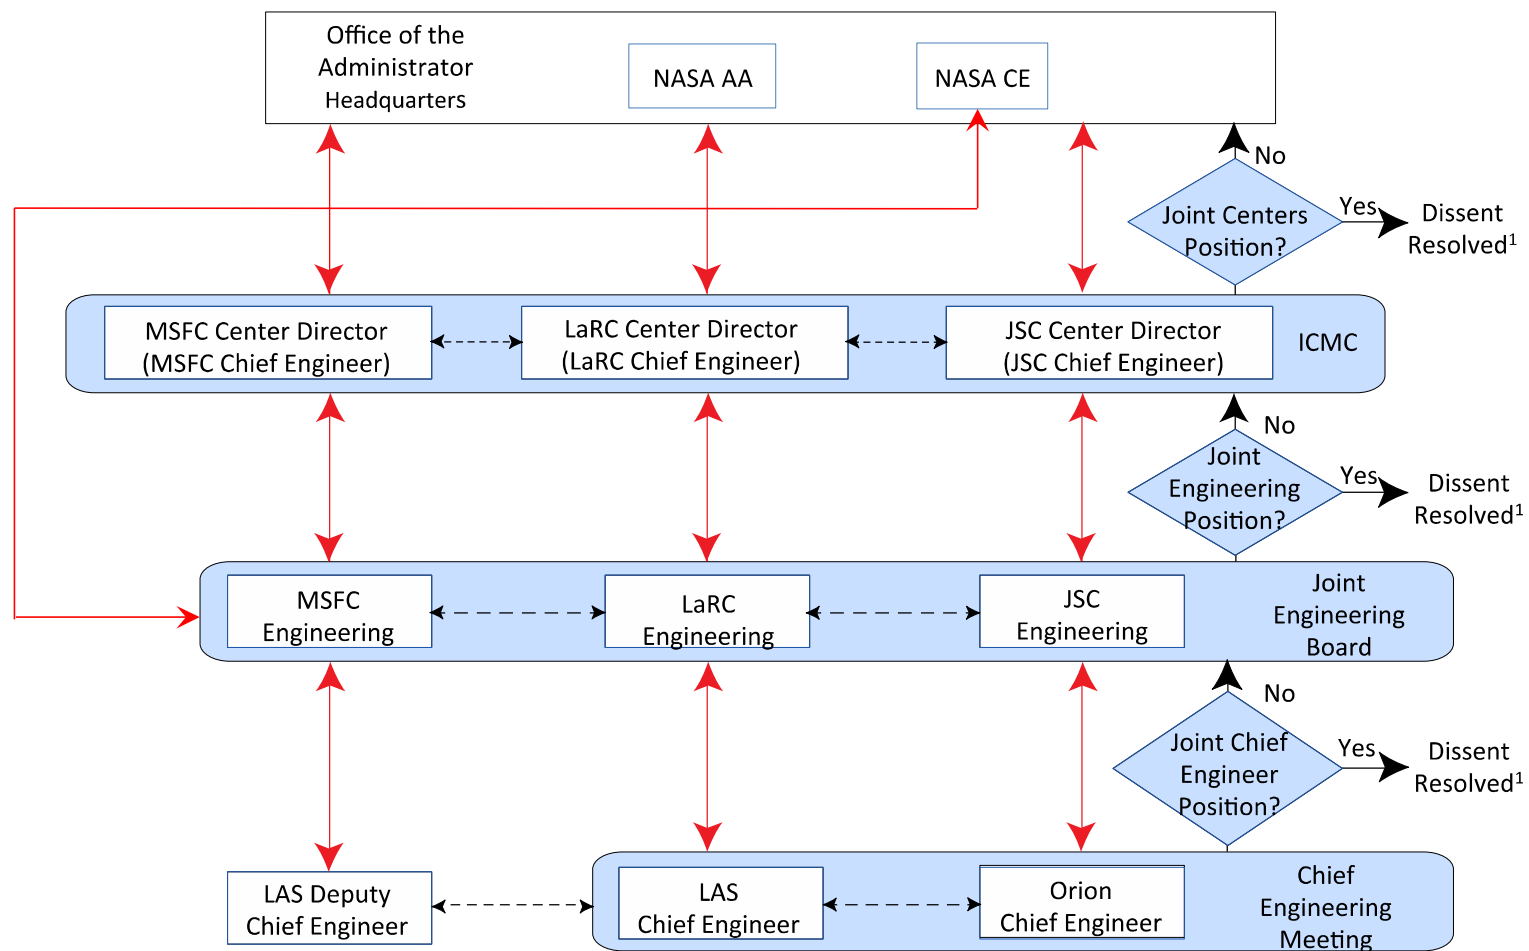 Office of the
Administrator
Headquarters
NASA AA
NASA CE
No
Joint Centers
Position?
Yes
Dissent
Resolved1
MSFC Center Director
(MSFC Chief Engineer)
LaRC Center Director
(LaRC Chief Engineer)
JSC Center Director
(JSC Chief Engineer)
ICMC
No
Joint
Engineering
Position?
Yes
Dissent
Resolved1
MSFC
Engineering
LaRC
Engineering
JSC
Engineering
Joint
Engineering
Board
No
Joint Chief
Engineer
Position?
Yes
Dissent
Resolved1
LAS Deputy
Chief Engineer
LAS
Chief Engineer
Orion
Chief Engineer
Chief
Engineering
Meeting